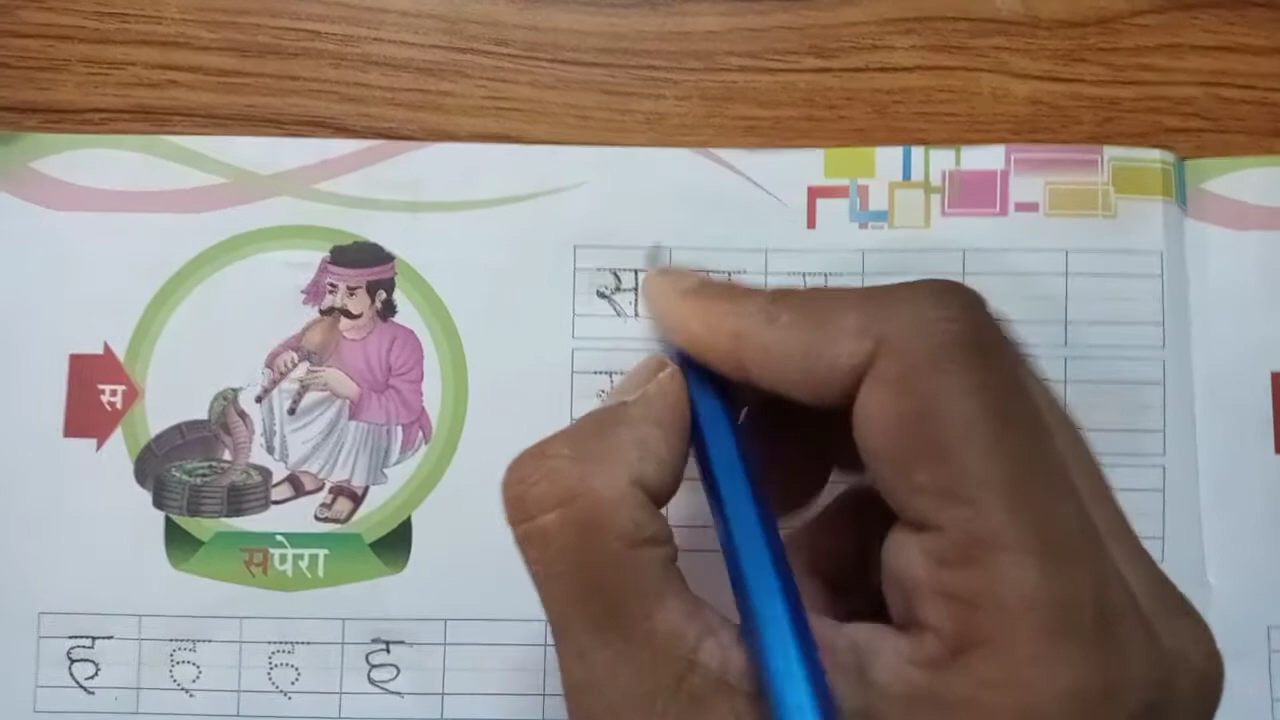 स
स
सपेरा
ह ह ह ह